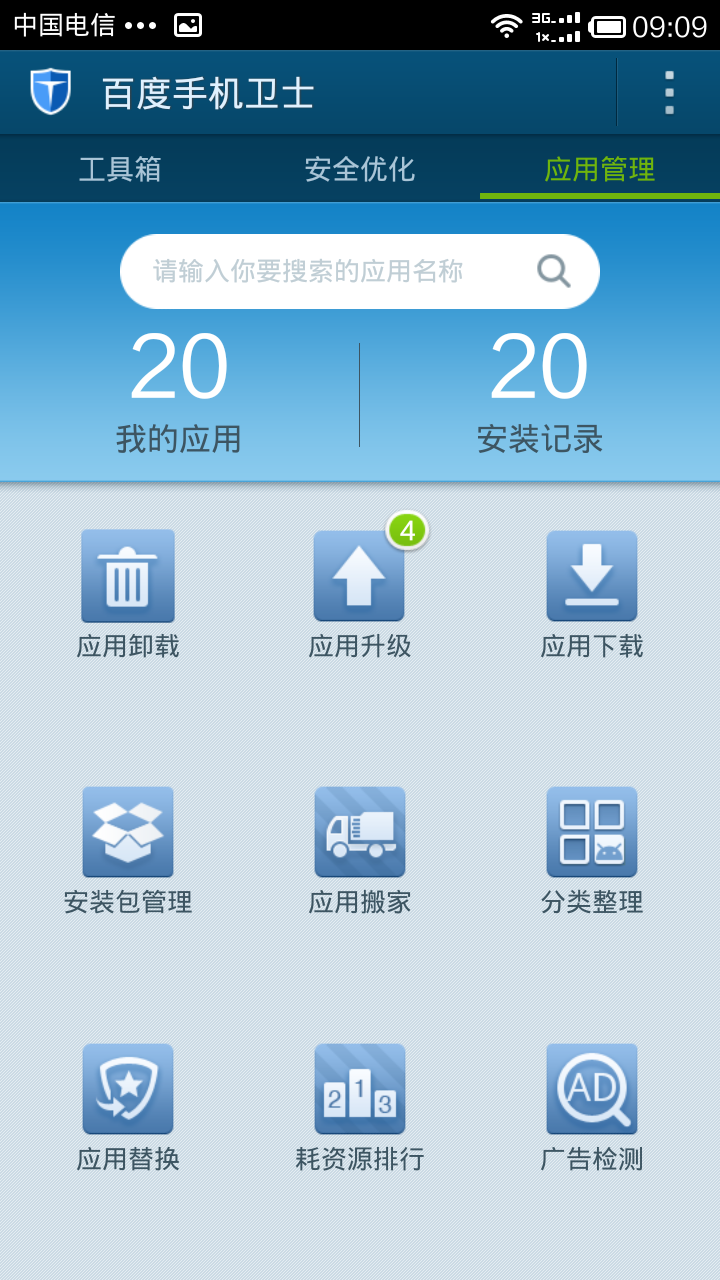 中国电信 ••• 3G 1× 09:09
百度手机卫士
工具箱 安全优化 应用管理
请输入你要搜索的应用名称
20 20
我的应用 安装记录
4
应用卸载 应用升级 应用下载
安装包管理 应用搬家 分类整理
2 1 3 AD
应用替换 耗资源排行 广告检测